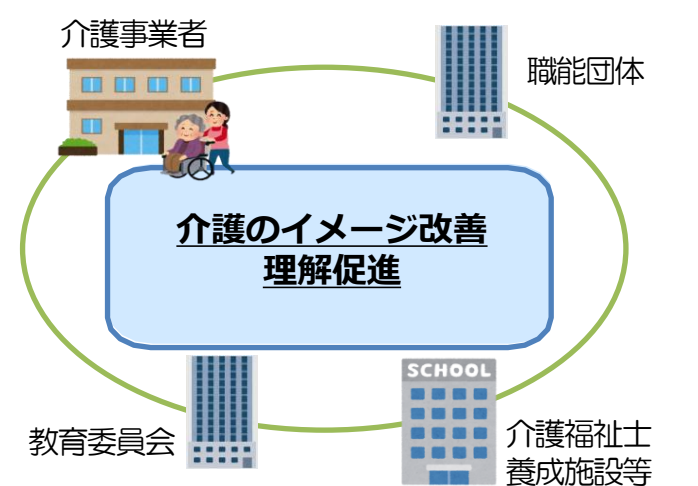 介護事業者
職能団体
介護のイメージ改善
理解促進
SCHOOL
教育委員会
介護福祉士
養成施設等